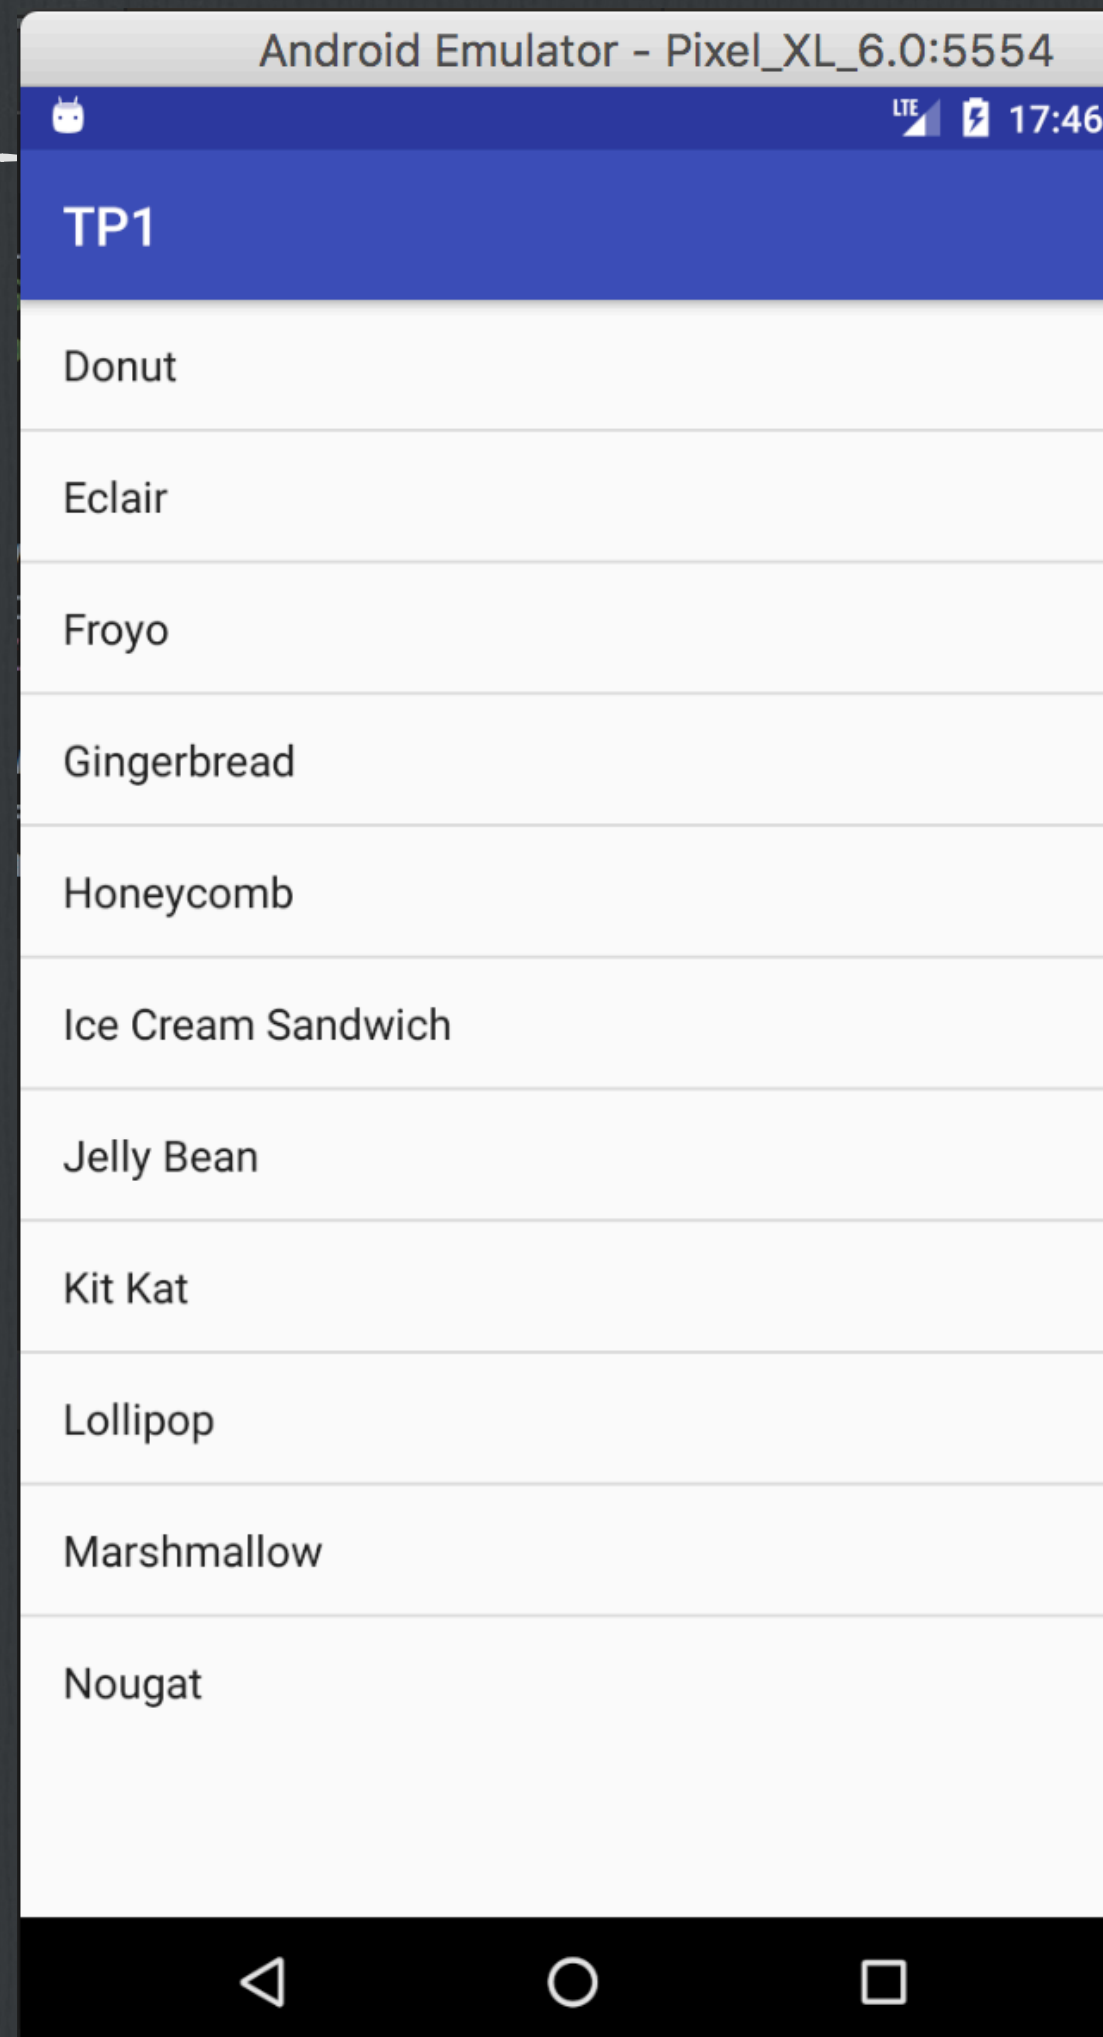 Android Emulator - Pixel_XL_6.0:5554
LTE 17:46
TP1
Donut
Eclair
Froyo
Gingerbread
Honeycomb
Ice Cream Sandwich
Jelly Bean
Kit Kat
Lollipop
Marshmallow
Nougat